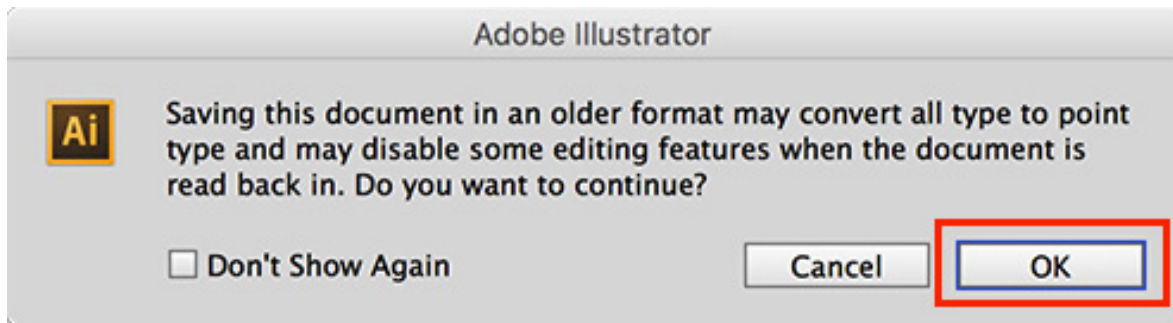 Adobe Illustrator
Ai
Saving this document in an older format may convert all type to point
type and may disable some editing features when the document is
read back in. Do you want to continue?
Don't Show Again
Cancel
OK